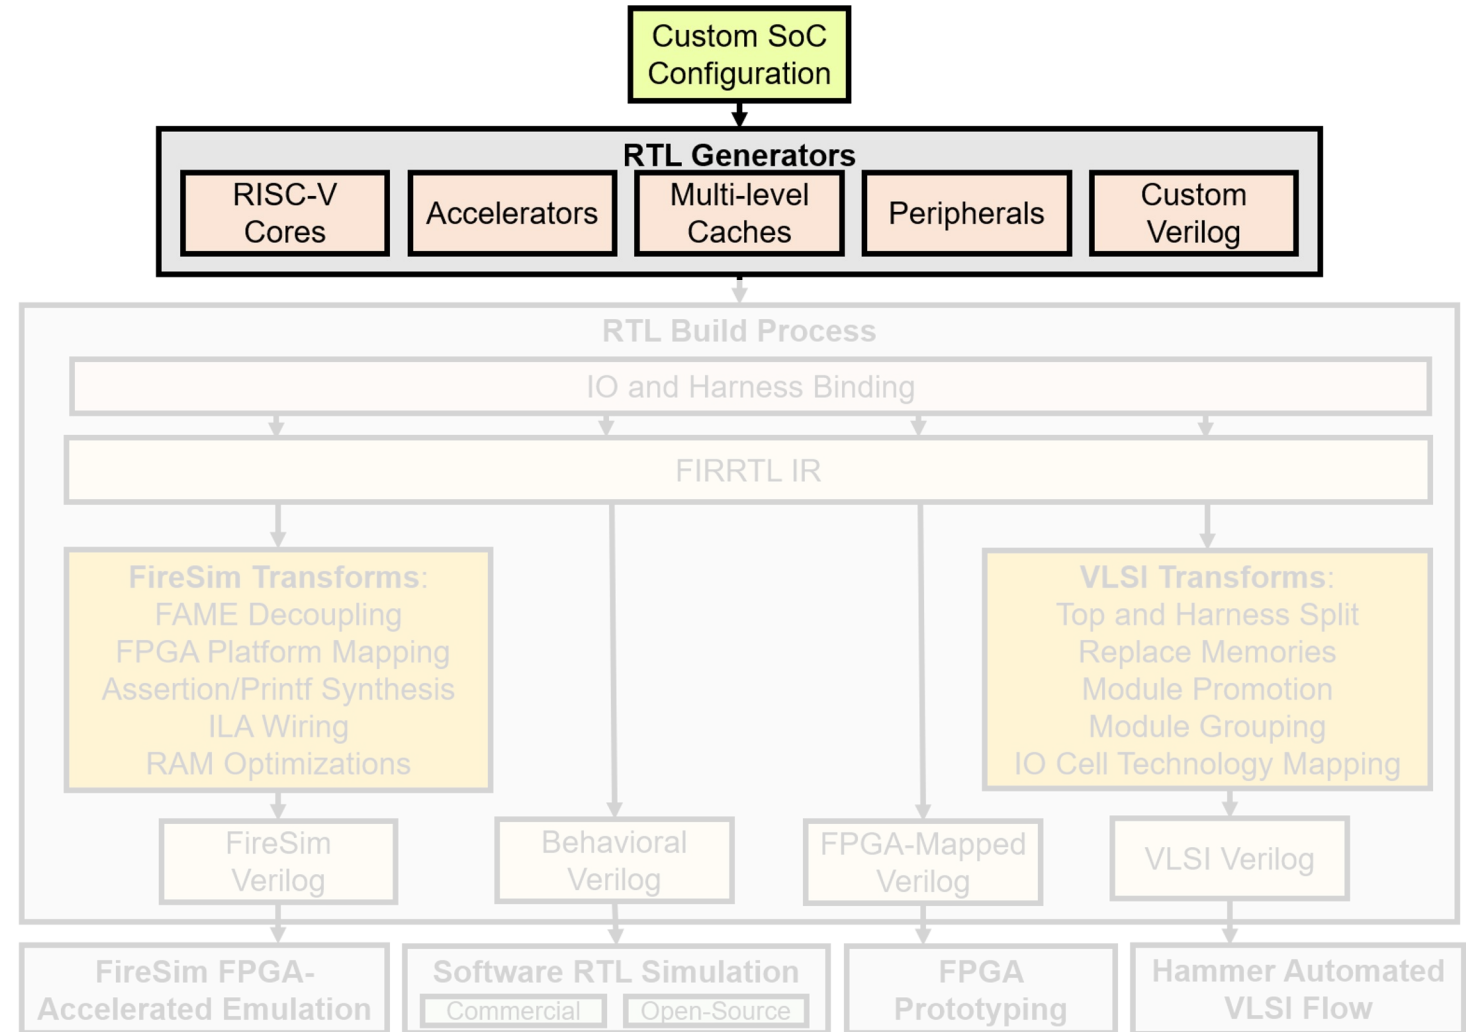 Custom SoC
Configuration
RTL Generators
RISC-V
Cores
Accelerators
Multi-level
Caches
Peripherals
Custom
Verilog
RTL Build Process
IO and Harness Binding
FIRRTL IR
FireSim Transforms:
FAME Decoupling
FPGA Platform Mapping
Assertion/Printf Synthesis
ILA Wiring
RAM Optimizations
VLSI Transforms:
Top and Harness Split
Replace Memories
Module Promotion
Module Grouping
IO Cell Technology Mapping
FireSim
Verilog
Behavioral
Verilog
FPGA-Mapped
Verilog
VLSI Verilog
FireSim FPGA-
Accelerated Emulation
Software RTL Simulation
Commercial
Open-Source
FPGA
Prototyping
Hammer Automated
VLSI Flow